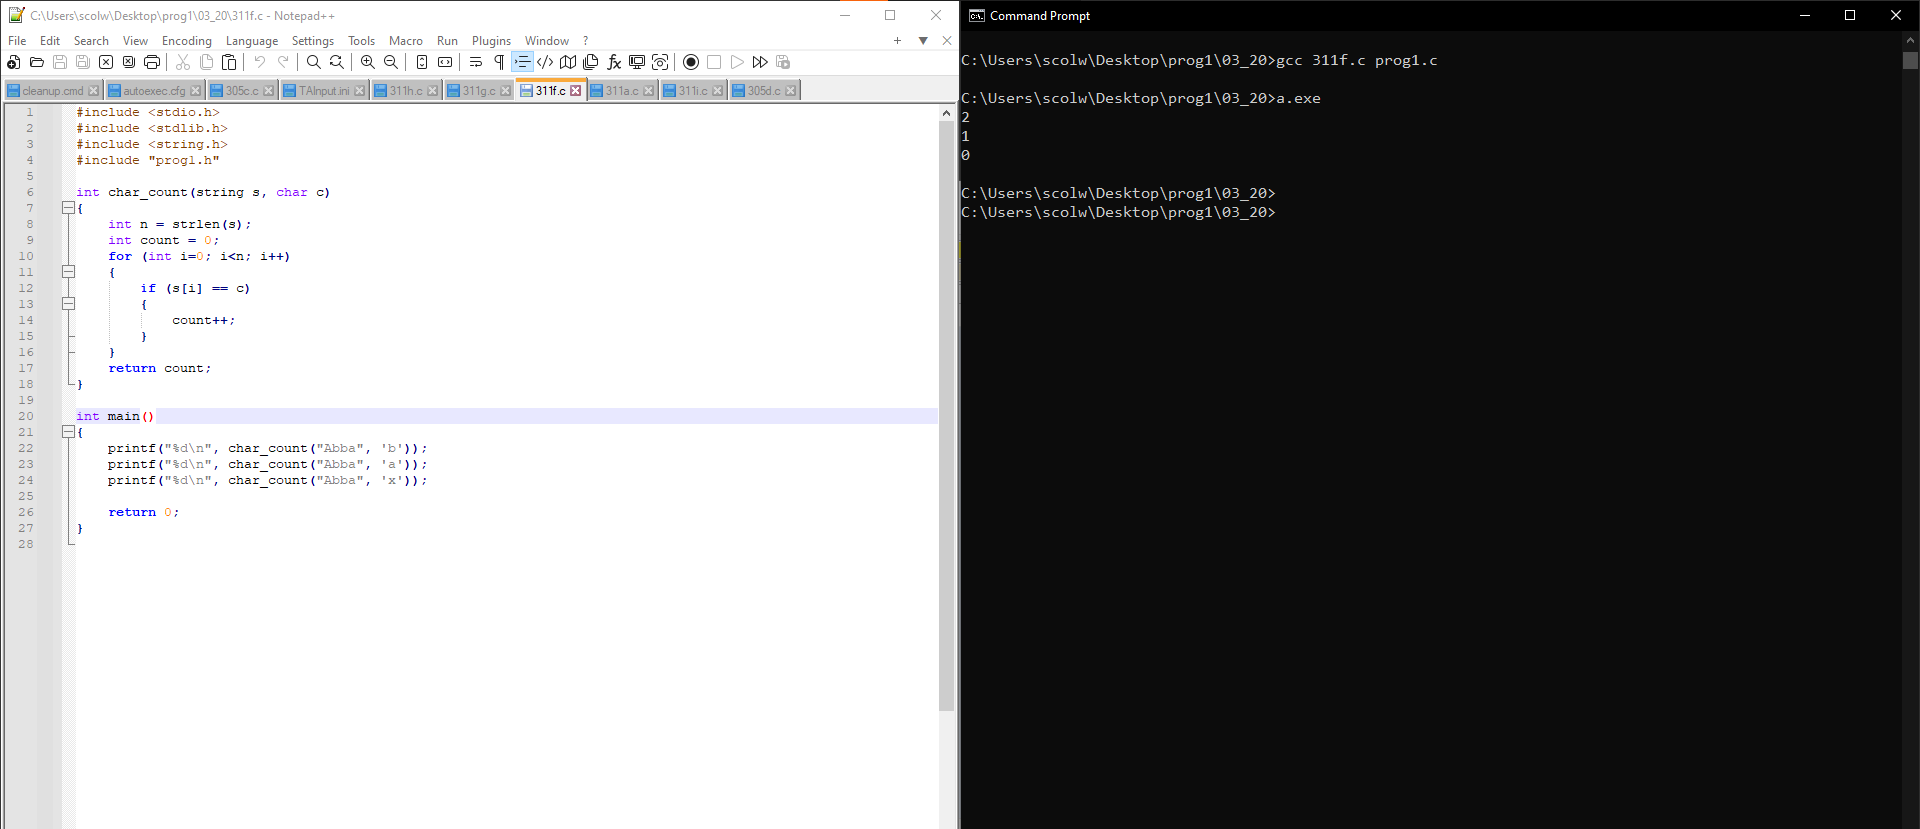 C:\Users\scolw\Desktop\prog1\03_20\311f.c - Notepad++
File Edit Search View Encoding Language Settings Tools Macro Run Plugins Window ?
cleanup.cmd autoexec.cfg 305c.c TAInput.ini 311h.c 311g.c 311f.c 311a.c 311i.c 305d.c
1 #include <stdio.h>
2 #include <stdlib.h>
3 #include <string.h>
4 #include "prog1.h"
5
6 int char_count(string s, char c)
7 {
8 int n = strlen(s);
9 int count = 0;
10 for (int i=0; i<n; i++)
11 {
12 if (s[i] == c)
13 {
14 count++;
15 }
16 }
17 return count;
18 }
19
20 int main()
21 {
22 printf("%d\n", char_count("Abba", 'b'));
23 printf("%d\n", char_count("Abba", 'a'));
24 printf("%d\n", char_count("Abba", 'x'));
25
26 return 0;
27 }
28
Command Prompt
C:\Users\scolw\Desktop\prog1\03_20>gcc 311f.c prog1.c
C:\Users\scolw\Desktop\prog1\03_20>a.exe
2
1
0
C:\Users\scolw\Desktop\prog1\03_20>
C:\Users\scolw\Desktop\prog1\03_20>